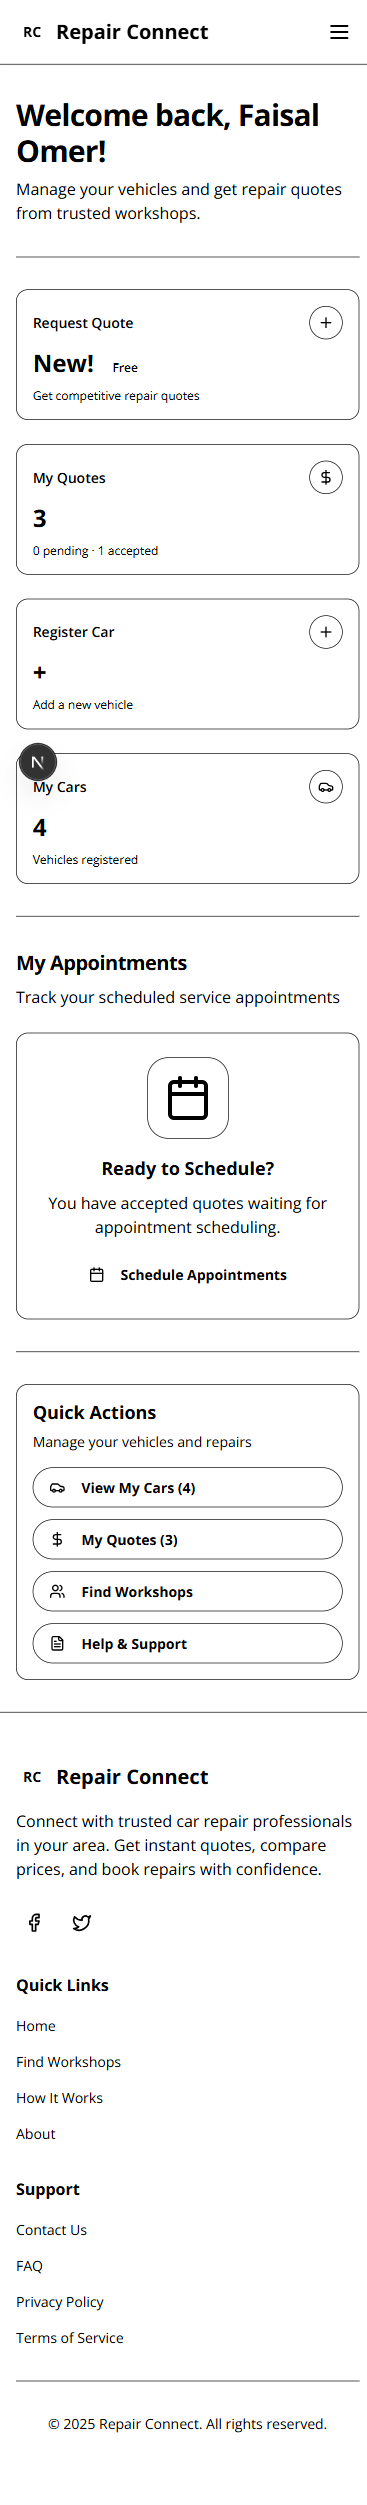 RC Repair Connect
Welcome back, Faisal
Omer!
Manage your vehicles and get repair quotes
from trusted workshops.
Request Quote
New! Free
Get competitive repair quotes
My Quotes
3
0 pending · 1 accepted
Register Car
+
Add a new vehicle
N
My Cars
4
Vehicles registered
My Appointments
Track your scheduled service appointments
Ready to Schedule?
You have accepted quotes waiting for
appointment scheduling.
Schedule Appointments
Quick Actions
Manage your vehicles and repairs
View My Cars (4)
My Quotes (3)
Find Workshops
Help & Support
RC Repair Connect
Connect with trusted car repair professionals
in your area. Get instant quotes, compare
prices, and book repairs with confidence.
Quick Links
Home
Find Workshops
How It Works
About
Support
Contact Us
FAQ
Privacy Policy
Terms of Service
© 2025 Repair Connect. All rights reserved.